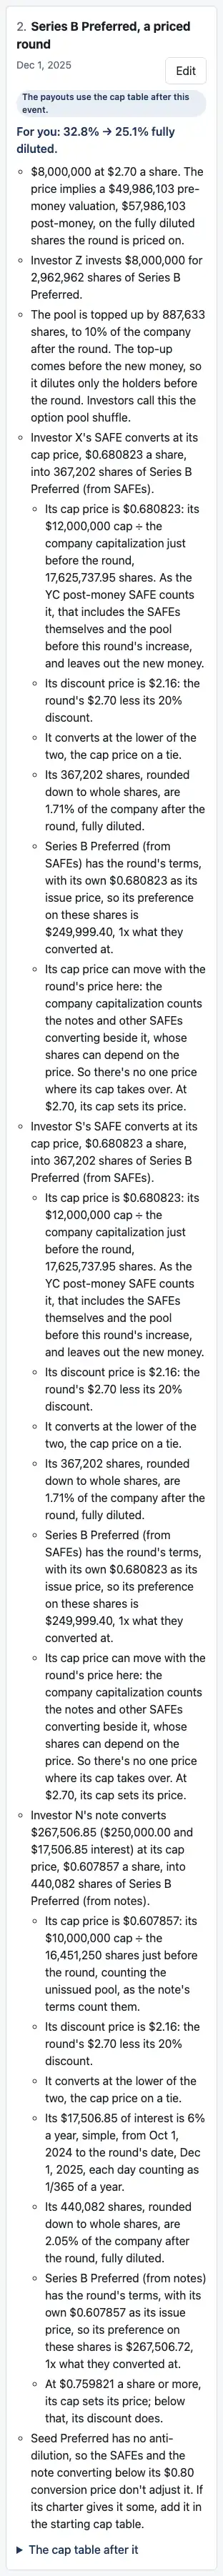 2. Series B Preferred, a priced
round
Dec 1, 2025
Edit
The payouts use the cap table after this
event.
For you: 32.8% → 25.1% fully
diluted.
◦ $8,000,000 at $2.70 a share. The
price implies a $49,986,103 pre-
money valuation, $57,986,103
post-money, on the fully diluted
shares the round is priced on.
◦ Investor Z invests $8,000,000 for
2,962,962 shares of Series B
Preferred.
◦ The pool is topped up by 887,633
shares, to 10% of the company
after the round. The top-up
comes before the new money, so
it dilutes only the holders before
the round. Investors call this the
option pool shuffle.
◦ Investor X's SAFE converts at its
cap price, $0.680823 a share,
into 367,202 shares of Series B
Preferred (from SAFEs).
◦ Its cap price is $0.680823: its
$12,000,000 cap ÷ the
company capitalization just
before the round,
17,625,737.95 shares. As the
YC post-money SAFE counts
it, that includes the SAFEs
themselves and the pool
before this round's increase,
and leaves out the new money.
◦ Its discount price is $2.16: the
round's $2.70 less its 20%
discount.
◦ It converts at the lower of the
two, the cap price on a tie.
◦ Its 367,202 shares, rounded
down to whole shares, are
1.71% of the company after the
round, fully diluted.
◦ Series B Preferred (from
SAFEs) has the round's terms,
with its own $0.680823 as its
issue price, so its preference
on these shares is
$249,999.40, 1x what they
converted at.
◦ Its cap price can move with the
round's price here: the
company capitalization counts
the notes and other SAFEs
converting beside it, whose
shares can depend on the
price. So there's no one price
where its cap takes over. At
$2.70, its cap sets its price.
◦ Investor S's SAFE converts at its
cap price, $0.680823 a share,
into 367,202 shares of Series B
Preferred (from SAFEs).
◦ Its cap price is $0.680823: its
$12,000,000 cap ÷ the
company capitalization just
before the round,
17,625,737.95 shares. As the
YC post-money SAFE counts
it, that includes the SAFEs
themselves and the pool
before this round's increase,
and leaves out the new money.
◦ Its discount price is $2.16: the
round's $2.70 less its 20%
discount.
◦ It converts at the lower of the
two, the cap price on a tie.
◦ Its 367,202 shares, rounded
down to whole shares, are
1.71% of the company after the
round, fully diluted.
◦ Series B Preferred (from
SAFEs) has the round's terms,
with its own $0.680823 as its
issue price, so its preference
on these shares is
$249,999.40, 1x what they
converted at.
◦ Its cap price can move with the
round's price here: the
company capitalization counts
the notes and other SAFEs
converting beside it, whose
shares can depend on the
price. So there's no one price
where its cap takes over. At
$2.70, its cap sets its price.
◦ Investor N's note converts
$267,506.85 ($250,000.00 and
$17,506.85 interest) at its cap
price, $0.607857 a share, into
440,082 shares of Series B
Preferred (from notes).
◦ Its cap price is $0.607857: its
$10,000,000 cap ÷ the
16,451,250 shares just before
the round, counting the
unissued pool, as the note's
terms count them.
◦ Its discount price is $2.16: the
round's $2.70 less its 20%
discount.
◦ It converts at the lower of the
two, the cap price on a tie.
◦ Its $17,506.85 of interest is 6%
a year, simple, from Oct 1,
2024 to the round's date, Dec
1, 2025, each day counting as
1/365 of a year.
◦ Its 440,082 shares, rounded
down to whole shares, are
2.05% of the company after
the round, fully diluted.
◦ Series B Preferred (from notes)
has the round's terms, with its
own $0.607857 as its issue
price, so its preference on
these shares is $267,506.72,
1x what they converted at.
◦ At $0.759821 a share or more,
its cap sets its price; below
that, its discount does.
◦ Seed Preferred has no anti-
dilution, so the SAFEs and the
note converting below its $0.80
conversion price don't adjust it. If
its charter gives it some, add it in
the starting cap table.
▶ The cap table after it